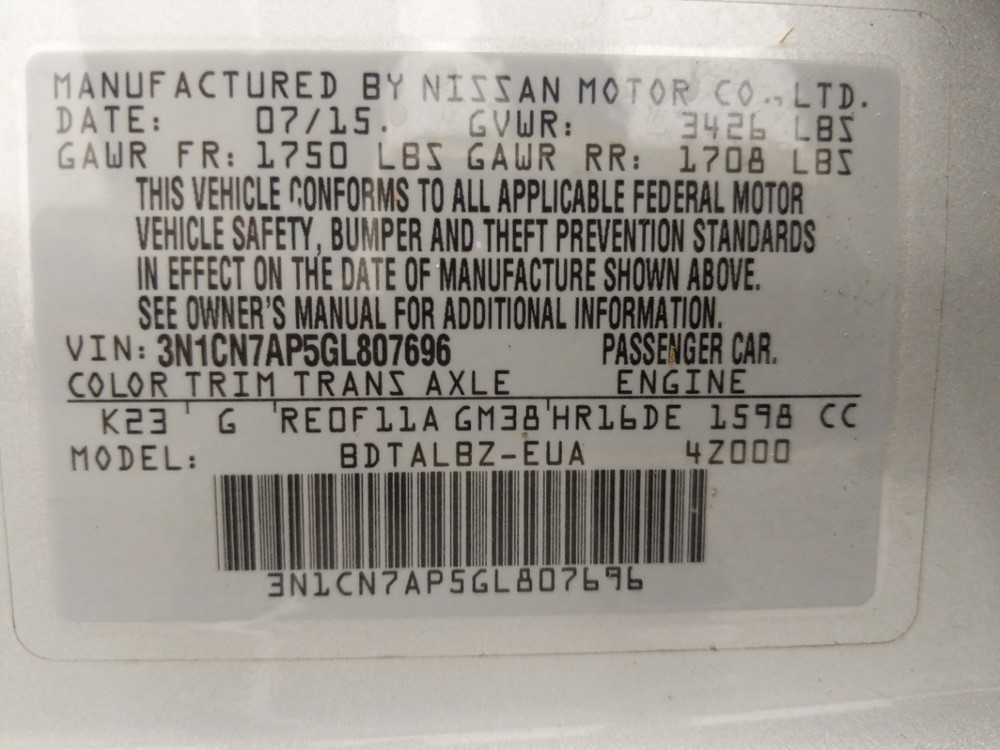 MANUFACTURED BY NISSAN MOTOR CO., LTD.
DATE: 07/15. GVWR: 3426 LBS
GAWR FR: 1750 LBS GAWR RR: 1708 LBS
THIS VEHICLE CONFORMS TO ALL APPLICABLE FEDERAL MOTOR
VEHICLE SAFETY, BUMPER AND THEFT PREVENTION STANDARDS
IN EFFECT ON THE DATE OF MANUFACTURE SHOWN ABOVE.
SEE OWNER'S MANUAL FOR ADDITIONAL INFORMATION.
VIN: 3N1CN7AP5GL807696 PASSENGER CAR.
COLOR TRIM TRANS AXLE ENGINE
K23 G RE0F11A GM38 HR16DE 1598 CC
MODEL: BDTALBZ-EUA 4Z000
3N1CN7AP5GL807696